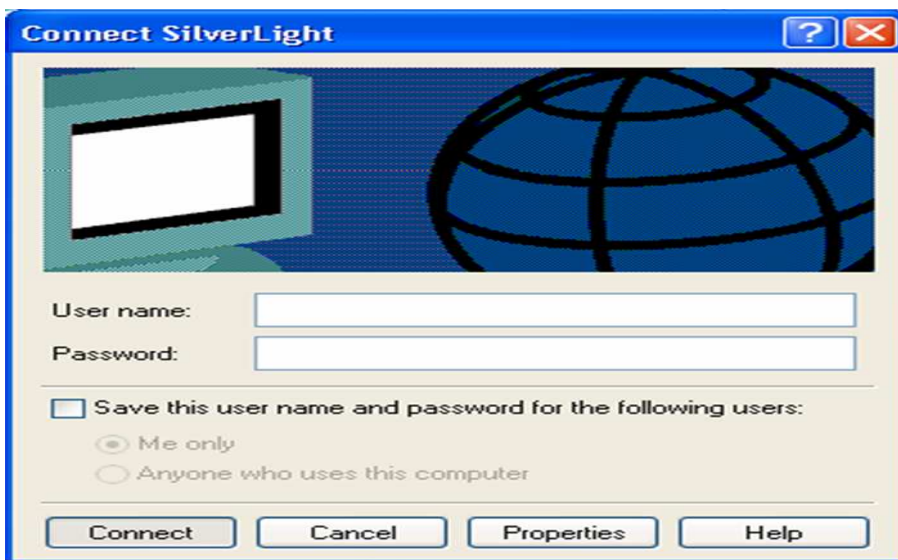 Connect SilverLight
User name:
Password:
Save this user name and password for the following users:
Me only
Anyone who uses this computer
Connect Cancel Properties Help